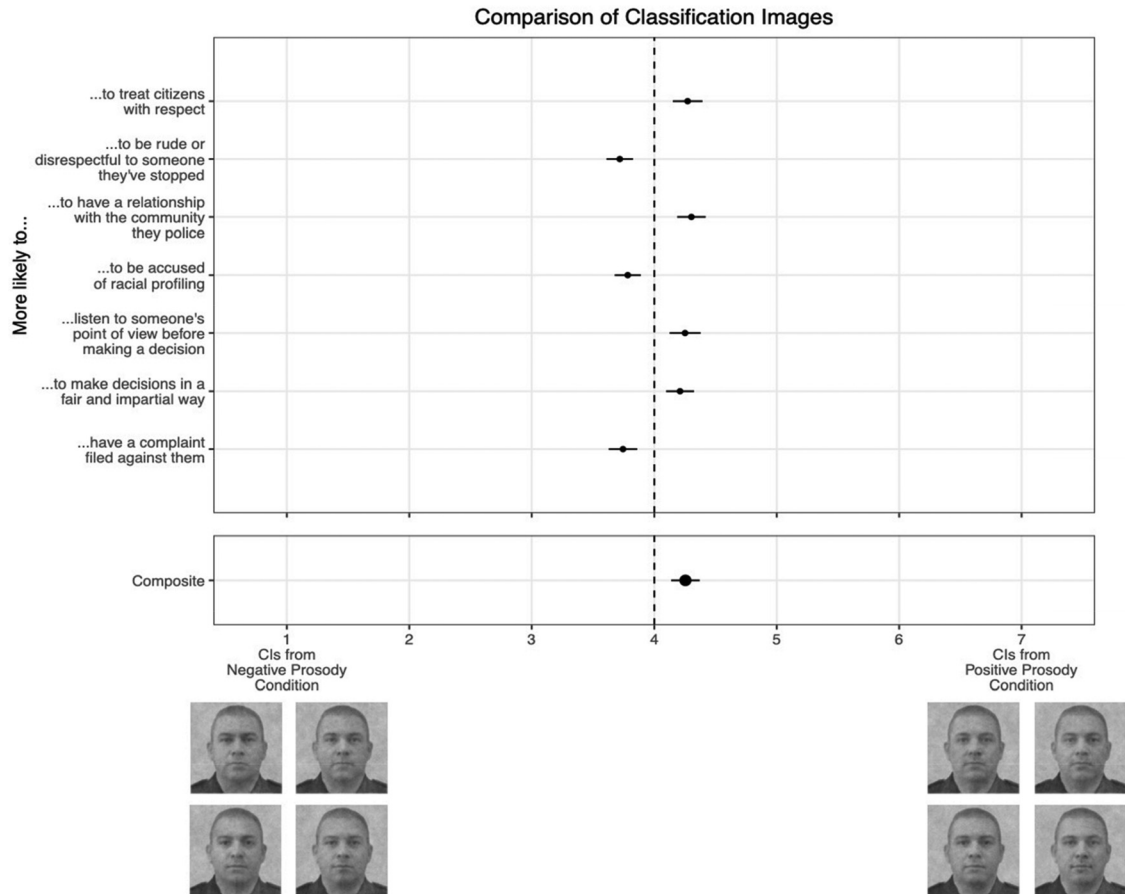 Comparison of Classification Images
More likely to...
...to treat citizens
with respect
...to be rude or
disrespectful to someone
they've stopped
...to have a relationship
with the community
they police
...to be accused
of racial profiling
...listen to someone's
point of view before
making a decision
...to make decisions in a
fair and impartial way
...have a complaint
filed against them
Composite
1 2 3 4 5 6 7
CIs from
Negative Prosody
Condition
CIs from
Positive Prosody
Condition